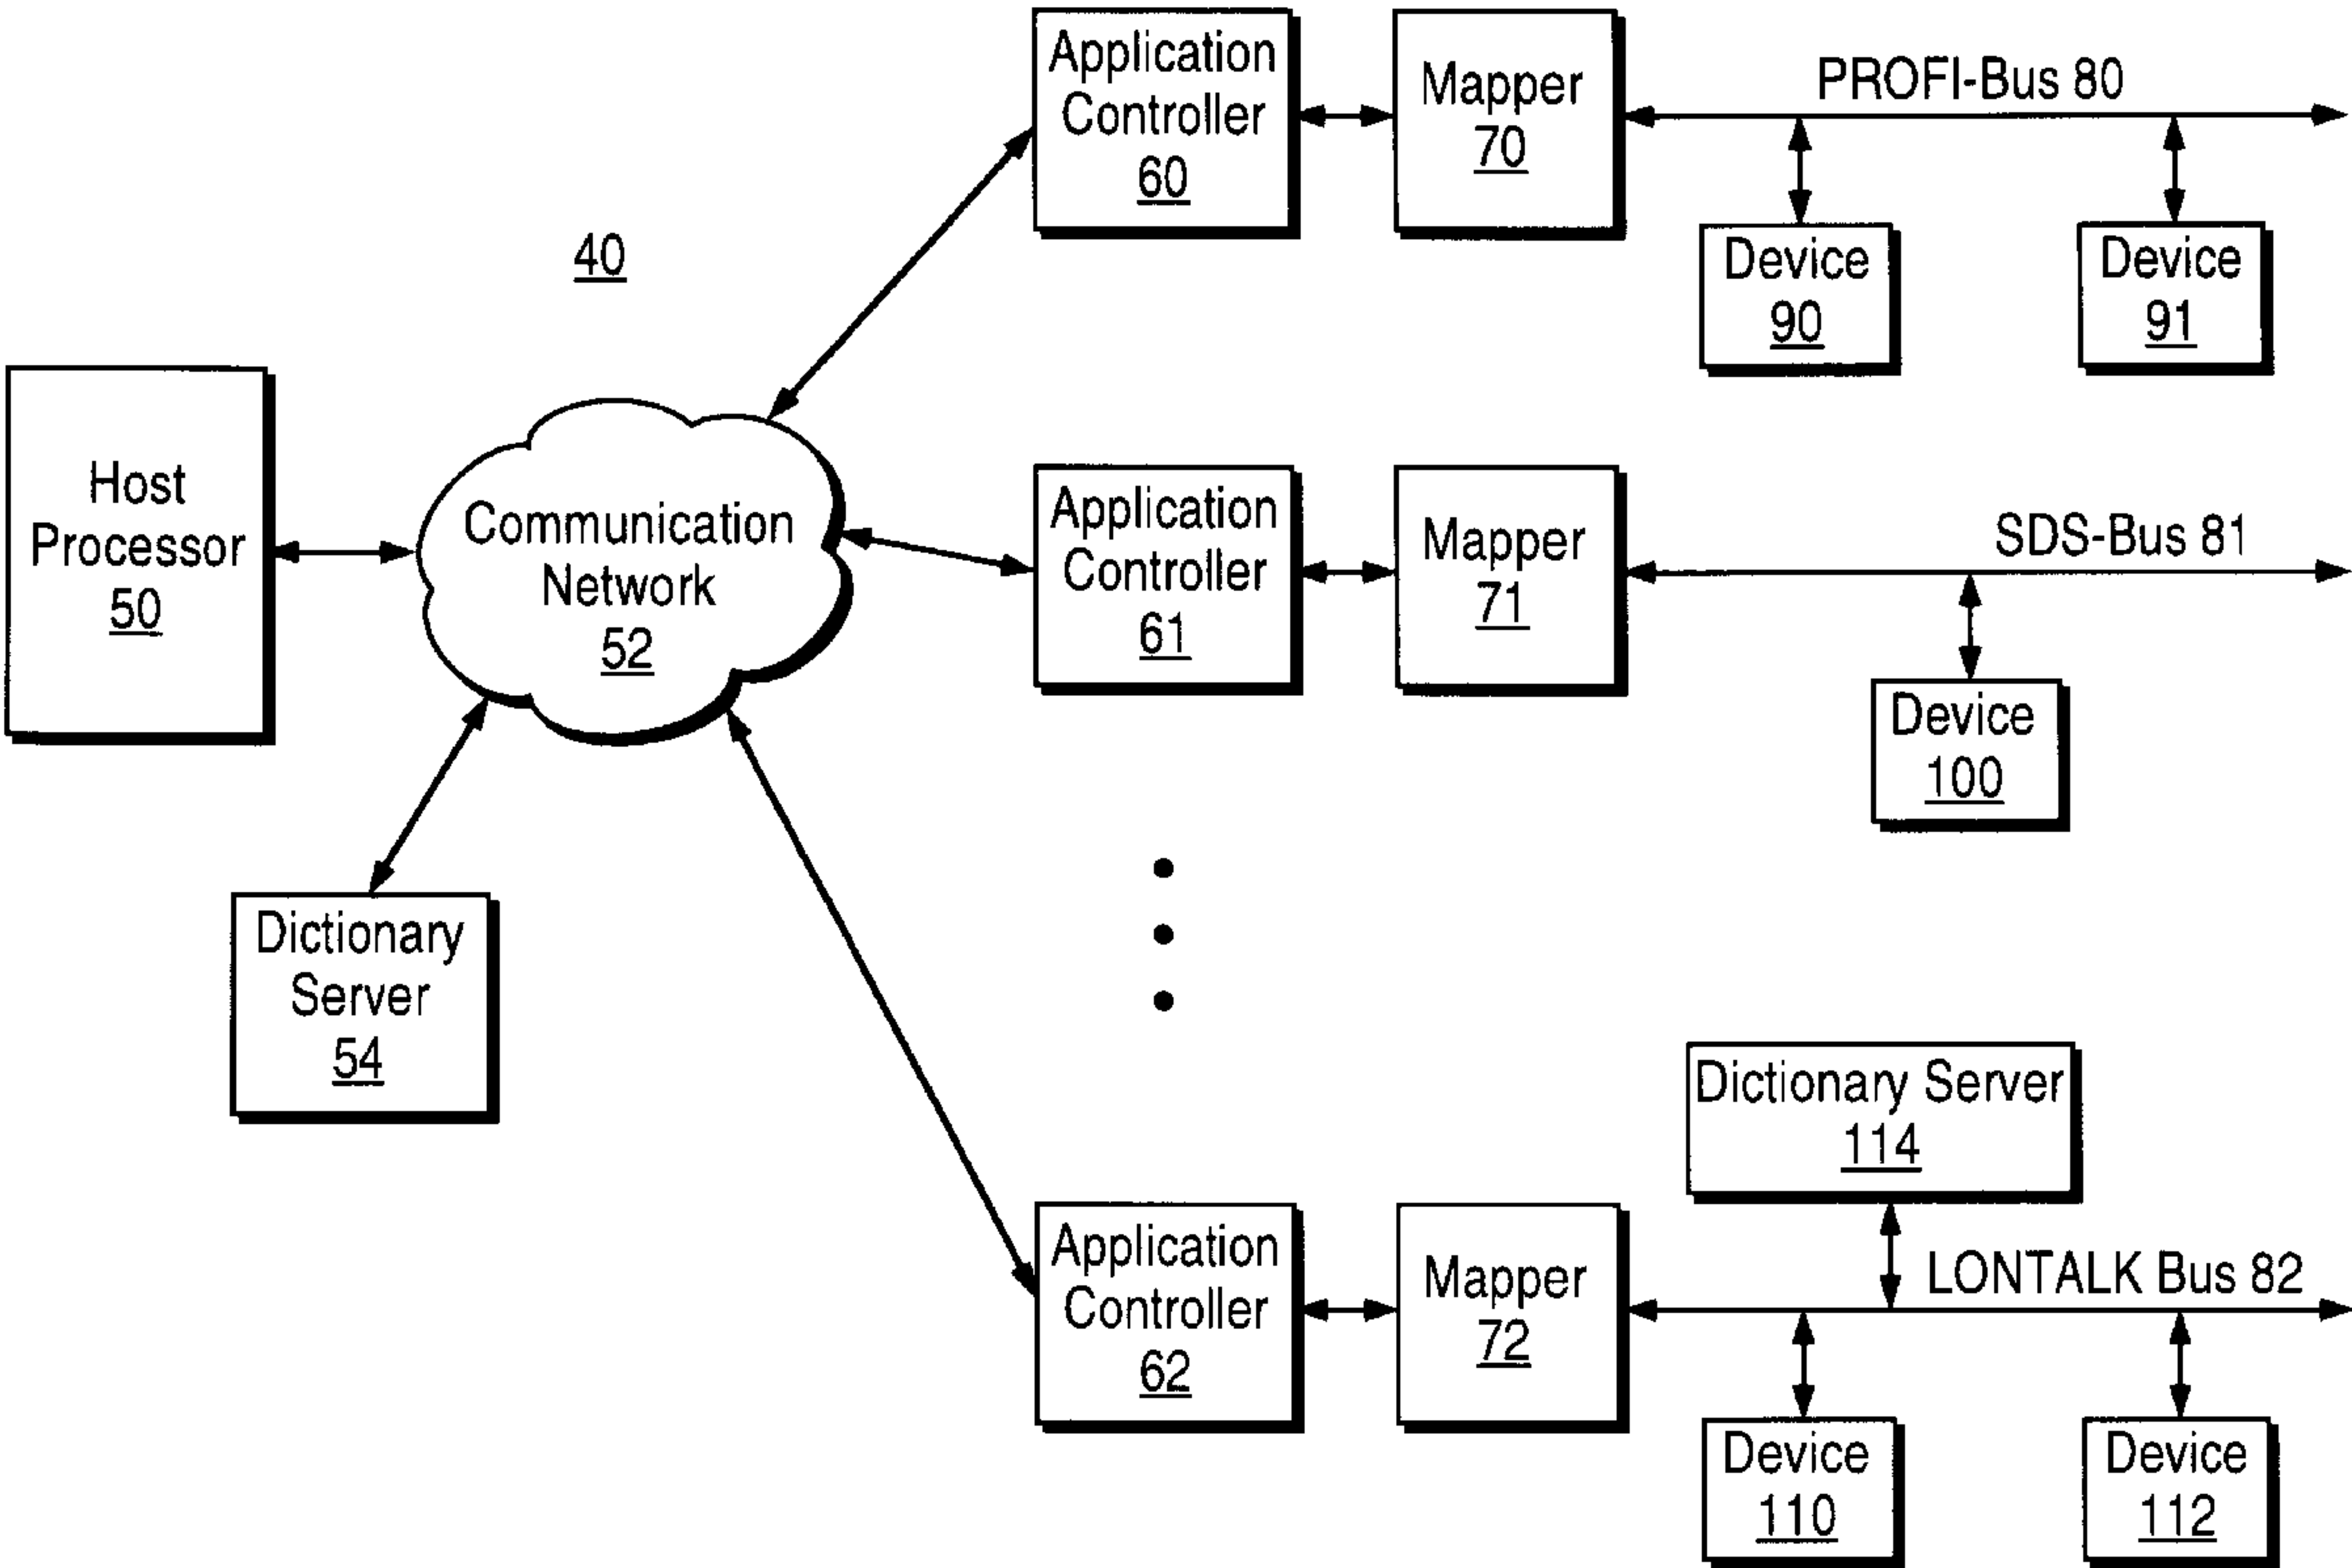 Application
Controller
60
Mapper
70
PROFI-Bus 80
Device
90
Device
91
40
Host
Processor
50
Communication
Network
52
Application
Controller
61
Mapper
71
SDS-Bus 81
Device
100
Dictionary
Server
54
Dictionary Server
114
Application
Controller
62
Mapper
72
LONTALK Bus 82
Device
110
Device
112